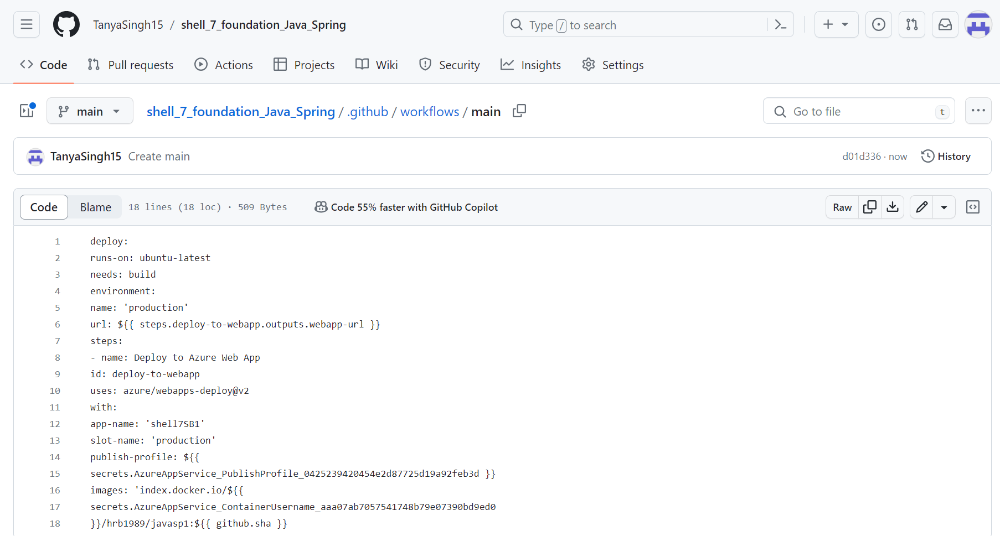 TanyaSingh15 / shell_7_foundation_Java_Spring
Type / to search
Code
Pull requests
Actions
Projects
Wiki
Security
Insights
Settings
main
shell_7_foundation_Java_Spring / .github / workflows / main
Go to file
t
TanyaSingh15 Create main
d01d336 · now
History
Code
Blame
18 lines (18 loc) · 509 Bytes
Code 55% faster with GitHub Copilot
Raw
1 deploy:
2 runs-on: ubuntu-latest
3 needs: build
4 environment:
5 name: 'production'
6 url: ${{ steps.deploy-to-webapp.outputs.webapp-url }}
7 steps:
8 - name: Deploy to Azure Web App
9 id: deploy-to-webapp
10 uses: azure/webapps-deploy@v2
11 with:
12 app-name: 'shell7SB1'
13 slot-name: 'production'
14 publish-profile: ${{
15 secrets.AzureAppService_PublishProfile_0425239420454e2d87725d19a92feb3d }}
16 images: 'index.docker.io/${{
17 secrets.AzureAppService_ContainerUsername_aaa07ab7057541748b79e07390bd9ed0
18 }}/hrb1989/javasp1:${{ github.sha }}